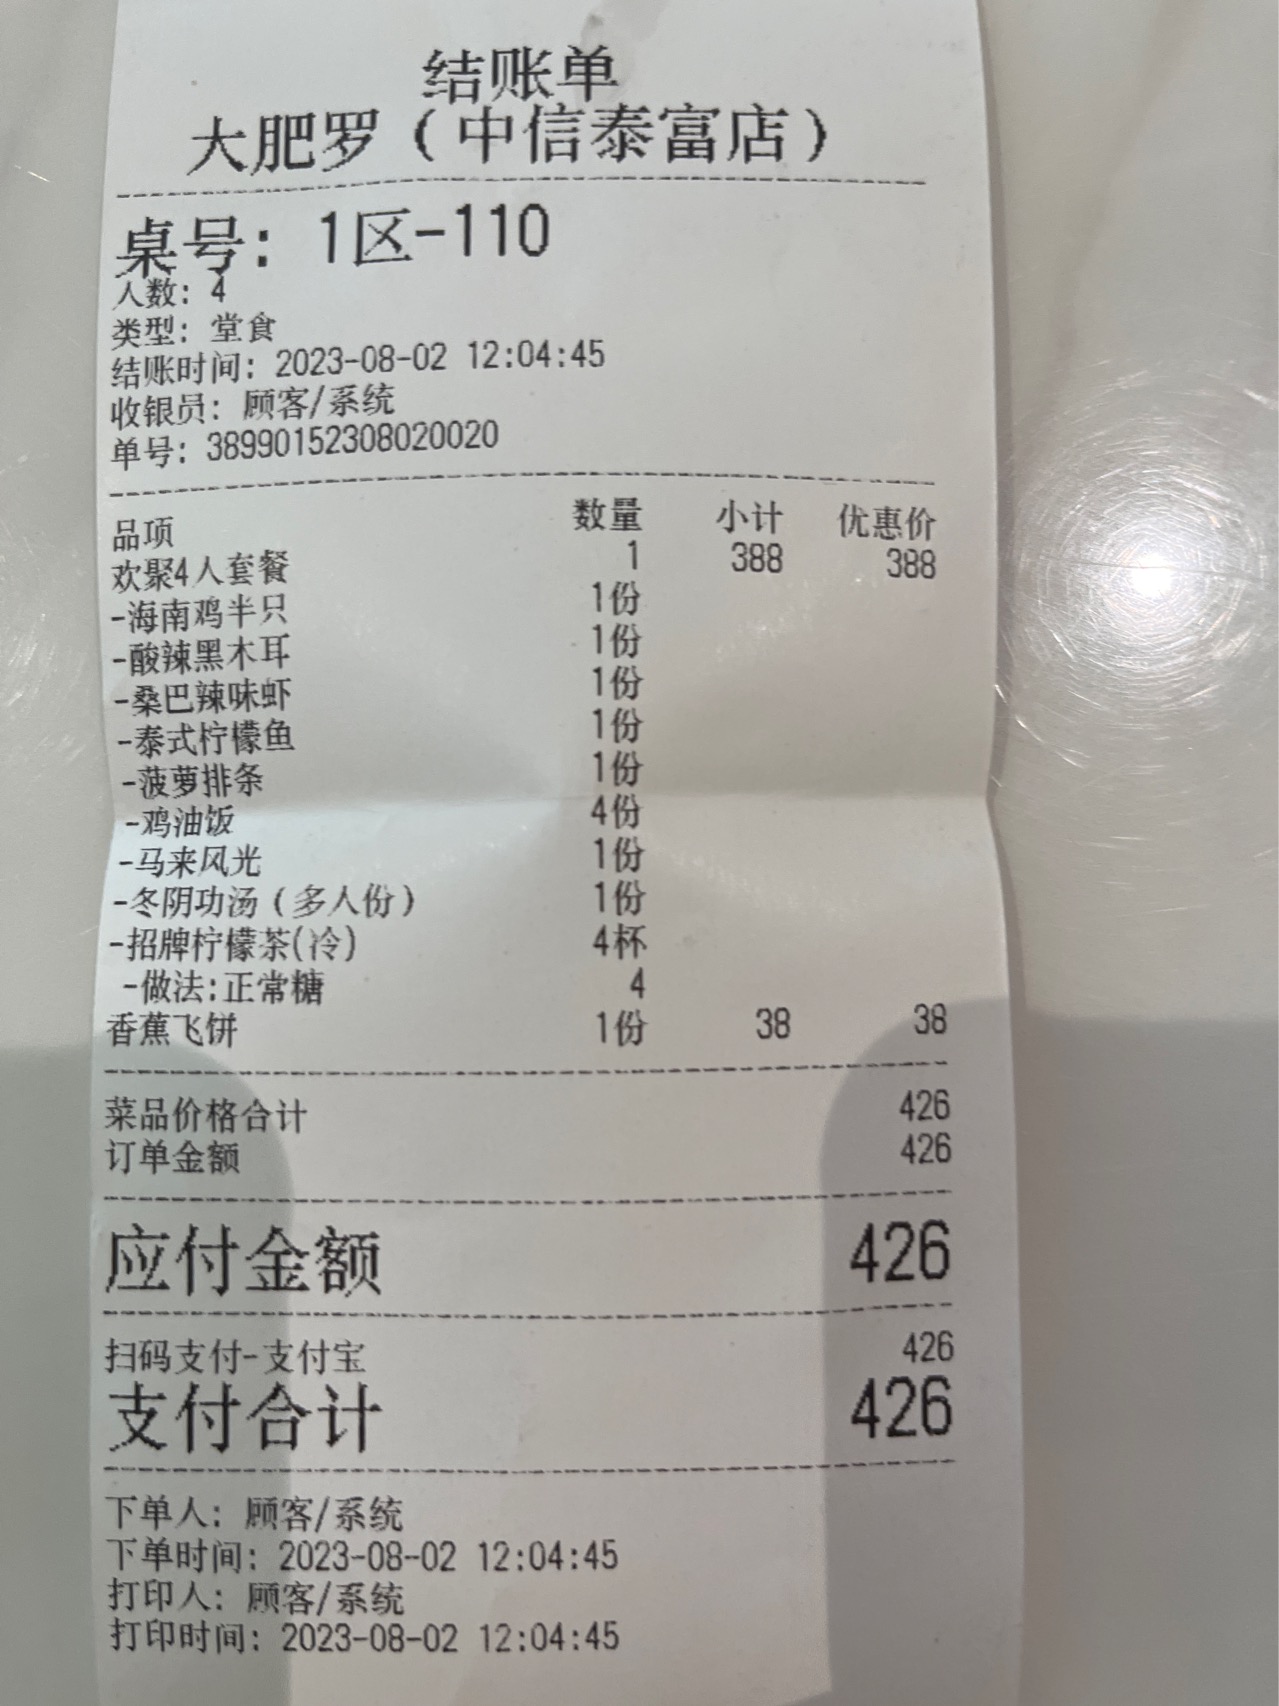 结账单
大肥罗（中信泰富店）
桌号：1区-110
人数：4
类型：堂食
结账时间：2023-08-02 12:04:45
收银员：顾客/系统
单号：38990152308020020
品项 数量 小计 优惠价
欢聚4人套餐 1 388 388
-海南鸡半只 1份
-酸辣黑木耳 1份
-桑巴辣味虾 1份
-泰式柠檬鱼 1份
-菠萝排条 1份
-鸡油饭 4份
-马来风光 1份
-冬阴功汤（多人份） 1份
-招牌柠檬茶(冷) 4杯
-做法:正常糖 4
香蕉飞饼 1份 38 38
菜品价格合计 426
订单金额 426
应付金额 426
扫码支付-支付宝 426
支付合计 426
下单人：顾客/系统
下单时间：2023-08-02 12:04:45
打印人：顾客/系统
打印时间：2023-08-02 12:04:45